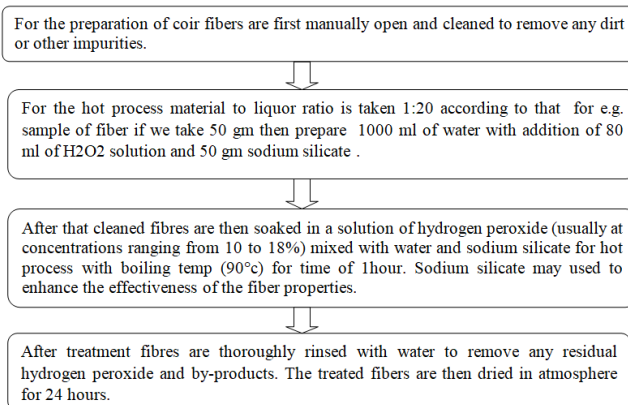 For the preparation of coir fibers are first manually open and cleaned to remove any dirt
or other impurities.
For the hot process material to liquor ratio is taken 1:20 according to that for e.g.
sample of fiber if we take 50 gm then prepare 1000 ml of water with addition of 80
ml of H2O2 solution and 50 gm sodium silicate .
After that cleaned fibres are then soaked in a solution of hydrogen peroxide (usually at
concentrations ranging from 10 to 18%) mixed with water and sodium silicate for hot
process with boiling temp (90°c) for time of 1hour. Sodium silicate may used to
enhance the effectiveness of the fiber properties.
After treatment fibres are thoroughly rinsed with water to remove any residual
hydrogen peroxide and by-products. The treated fibers are then dried in atmosphere
for 24 hours.